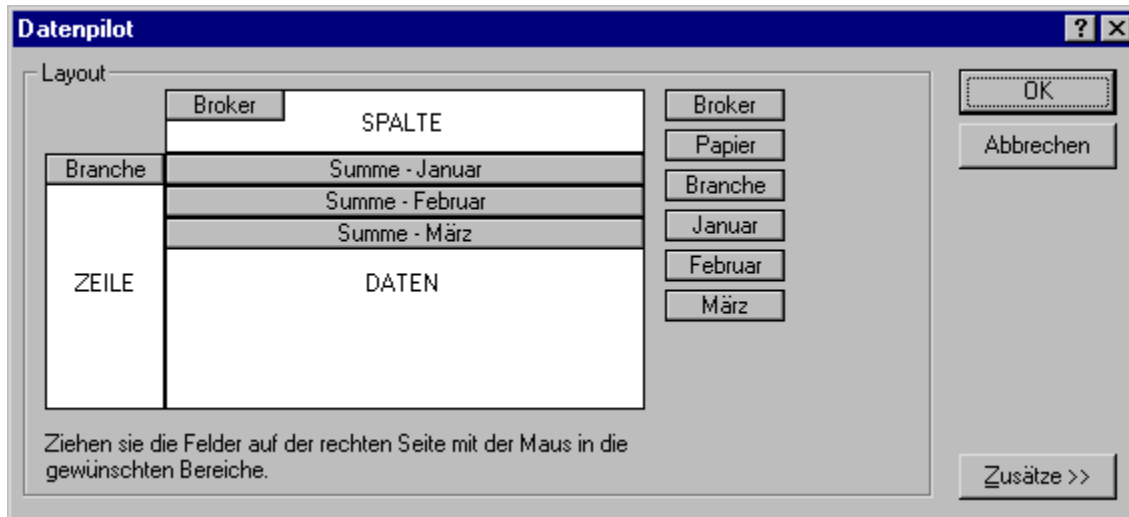 Datenpilot
Layout
Broker
SPALTE
Branche
Summe - Januar
Summe - Februar
Summe - März
ZEILE
DATEN
Broker
Papier
Branche
Januar
Februar
März
Ziehen sie die Felder auf der rechten Seite mit der Maus in die
gewünschten Bereiche.
OK
Abbrechen
Zusätze >>